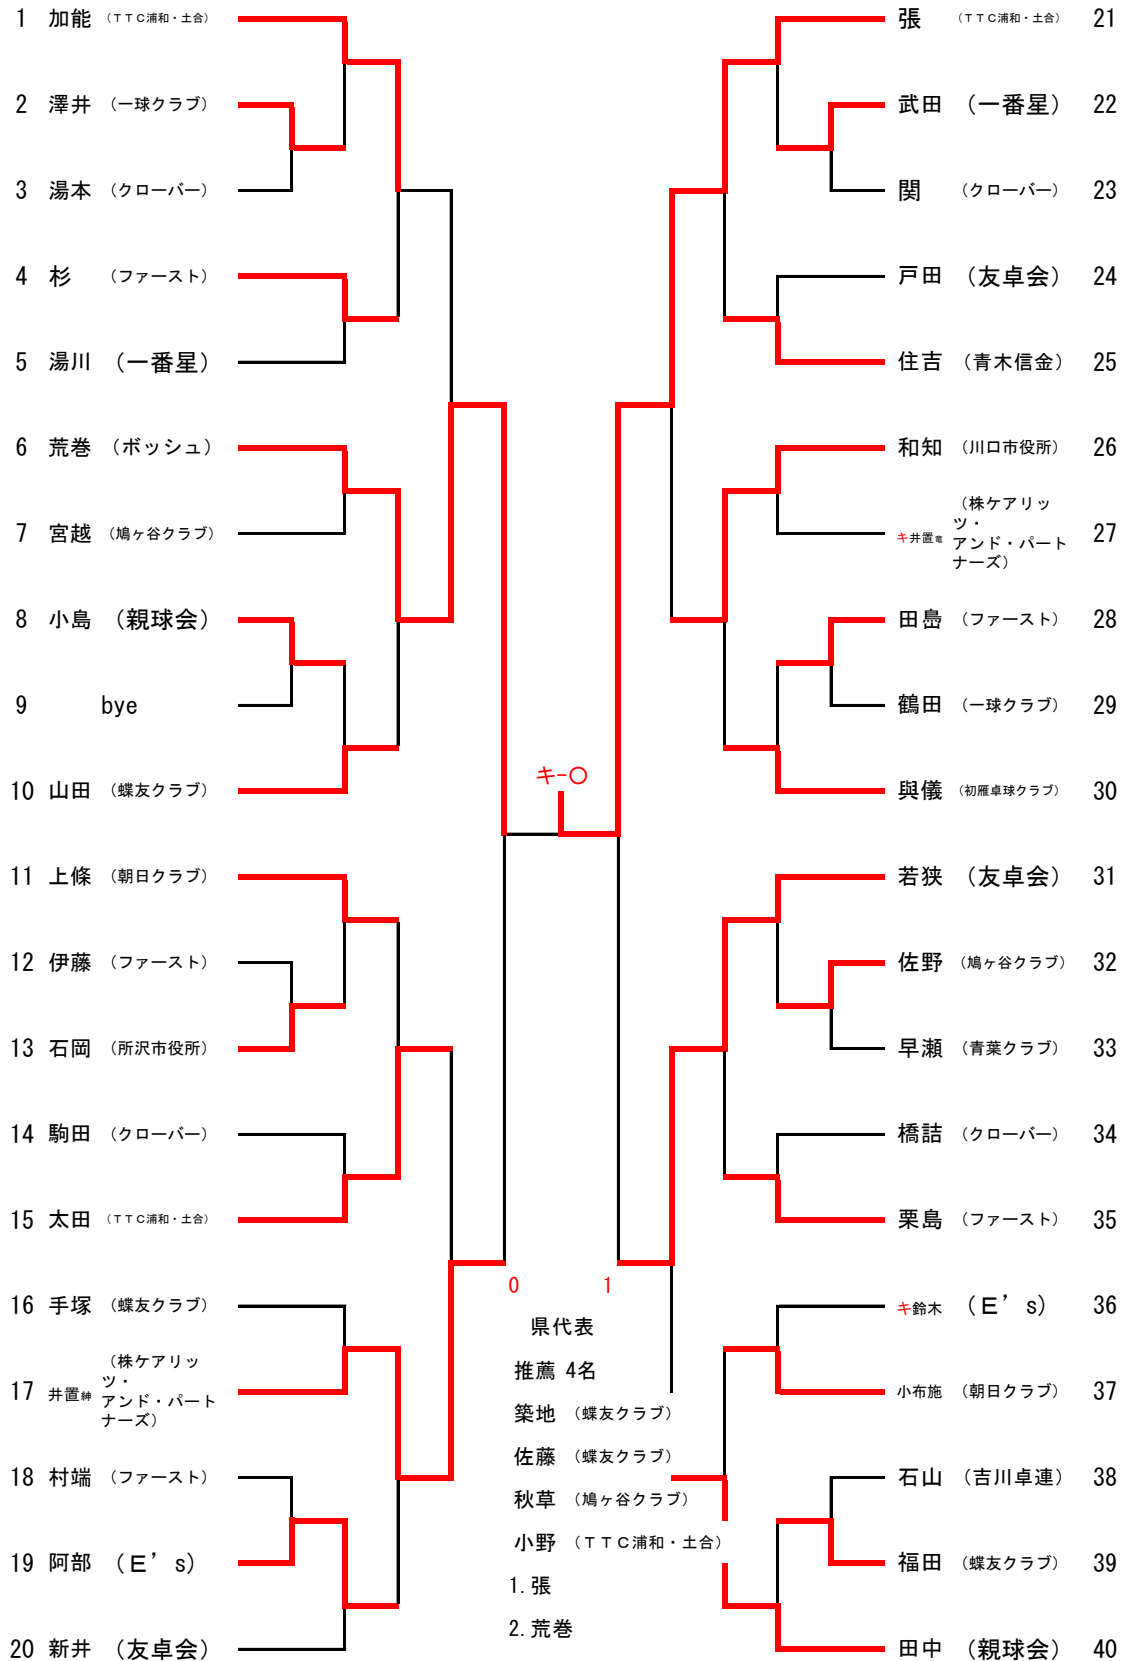 1 加能 (ＴＴＣ浦和・土合)
2 澤井 (一球クラブ)
3 湯本 (クローバー)
4 杉 (ファースト)
5 湯川 (一番星)
6 荒巻 (ボッシュ)
7 宮越 (鳩ヶ谷クラブ)
8 小島 (親球会)
9 bye
10 山田 (蝶友クラブ)
11 上條 (朝日クラブ)
12 伊藤 (ファースト)
13 石岡 (所沢市役所)
14 駒田 (クローバー)
15 太田 (ＴＴＣ浦和・土合)
16 手塚 (蝶友クラブ)
17 井置紳 (株ケアリッ
ツ・
アンド・パート
ナーズ)
18 村端 (ファースト)
19 阿部 (Ｅ’s)
20 新井 (友卓会)
キ-〇
0 1
県代表
推薦 4名
築地 (蝶友クラブ)
佐藤 (蝶友クラブ)
秋草 (鳩ヶ谷クラブ)
小野 (ＴＴＣ浦和・土合)
1. 張
2. 荒巻
張 (ＴＴＣ浦和・土合) 21
武田 (一番星) 22
関 (クローバー) 23
戸田 (友卓会) 24
住吉 (青木信金) 25
和知 (川口市役所) 26
キ井置竜 (株ケアリッ
ツ・
アンド・パート
ナーズ) 27
田嶌 (ファースト) 28
鶴田 (一球クラブ) 29
與儀 (初雁卓球クラブ) 30
若狭 (友卓会) 31
佐野 (鳩ヶ谷クラブ) 32
早瀬 (青葉クラブ) 33
橋詰 (クローバー) 34
栗島 (ファースト) 35
キ鈴木 (Ｅ’s) 36
小布施 (朝日クラブ) 37
石山 (吉川卓連) 38
福田 (蝶友クラブ) 39
田中 (親球会) 40